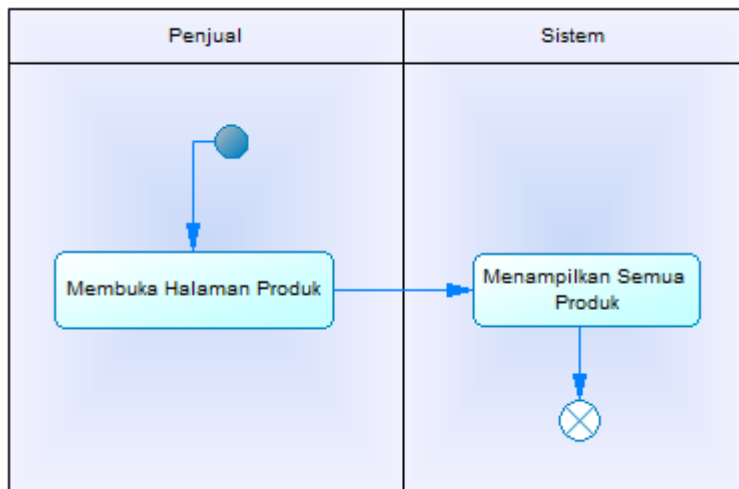 Penjual
Sistem
Membuka Halaman Produk
Menampilkan Semua
Produk